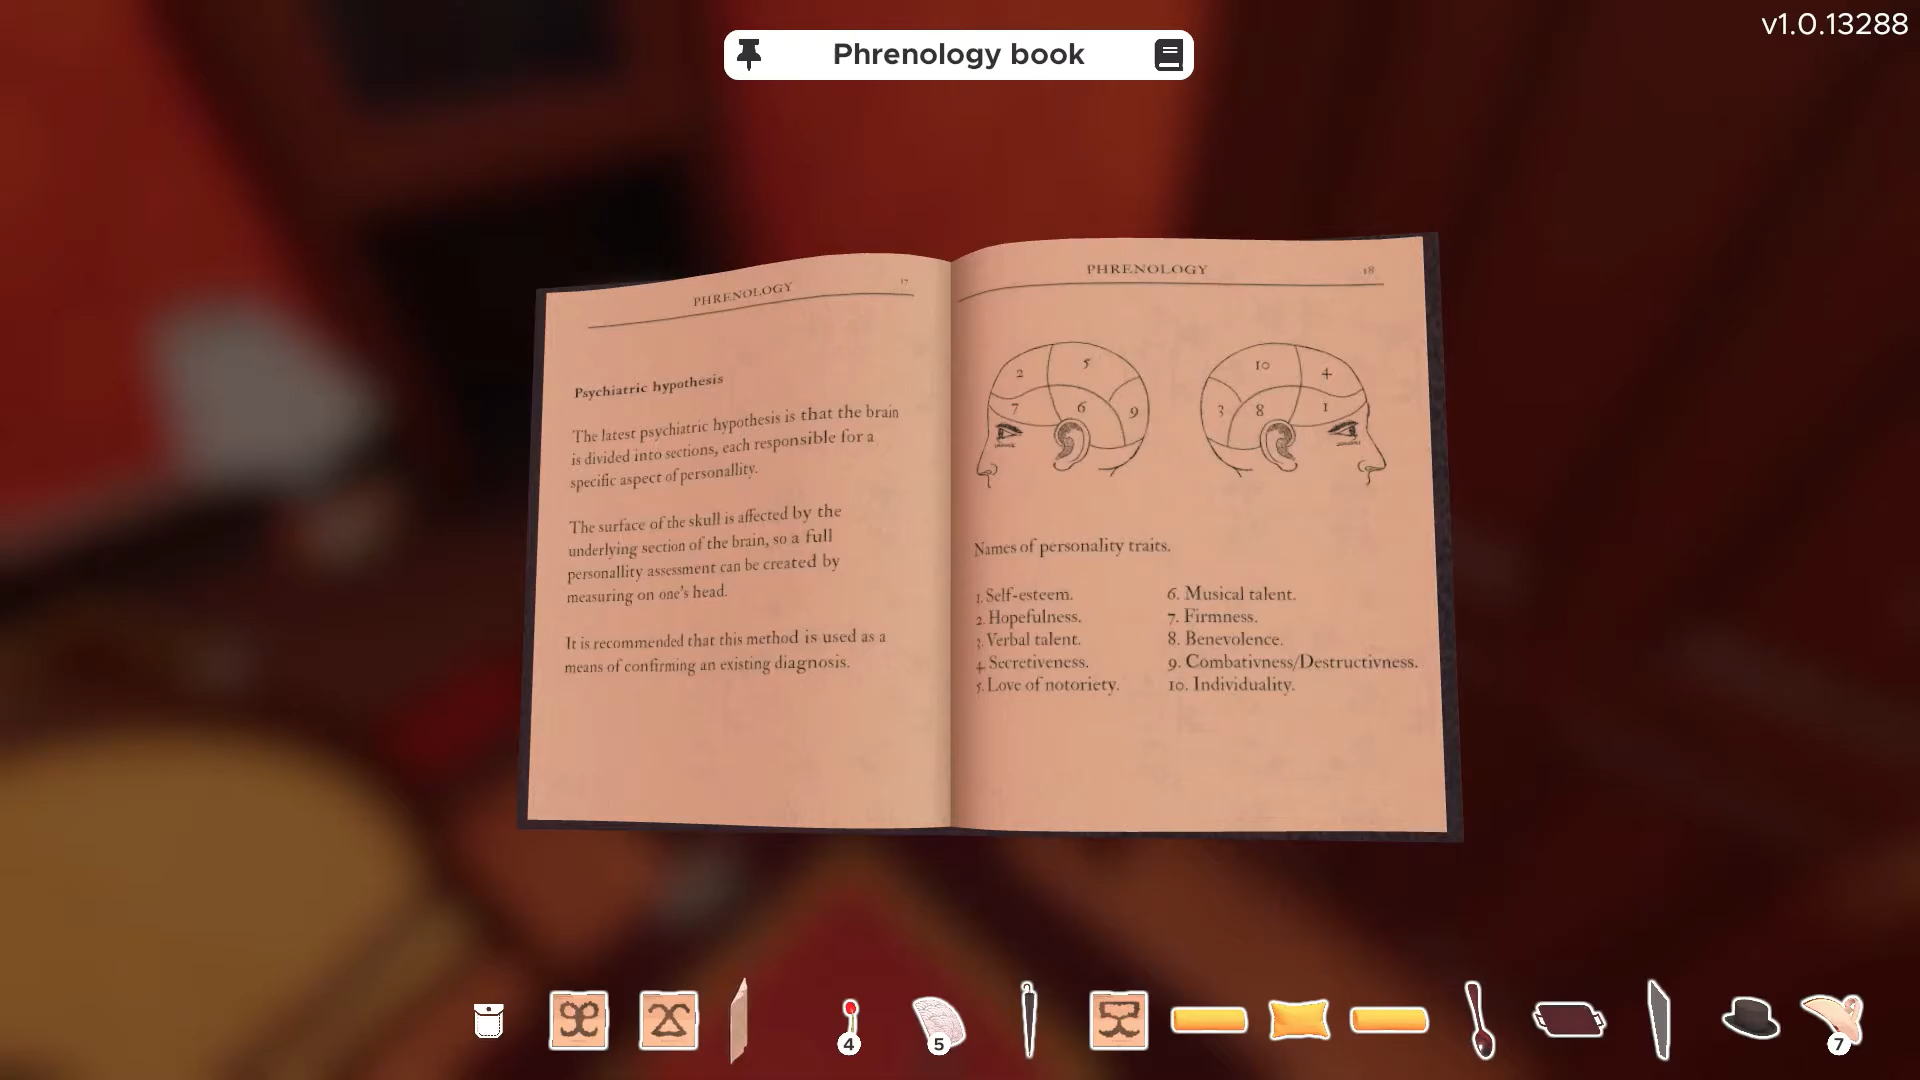 v1.0.13288
Phrenology book
PHRENOLOGY 17
Psychiatric hypothesis
The latest psychiatric hypothesis is that the brain
is divided into sections, each responsible for a
specific aspect of personallity.
The surface of the skull is affected by the
underlying section of the brain, so a full
personallity assessment can be created by
measuring on one's head.
It is recommended that this method is used as a
means of confirming an existing diagnosis.
PHRENOLOGY 18
2 5 7 6 9
10 4 3 8 1
Names of personality traits.
1. Self-esteem.
2. Hopefulness.
3. Verbal talent.
4. Secretiveness.
5. Love of notoriety.
6. Musical talent.
7. Firmness.
8. Benevolence.
9. Combativness/Destructivness.
10. Individuality.
4 5 7